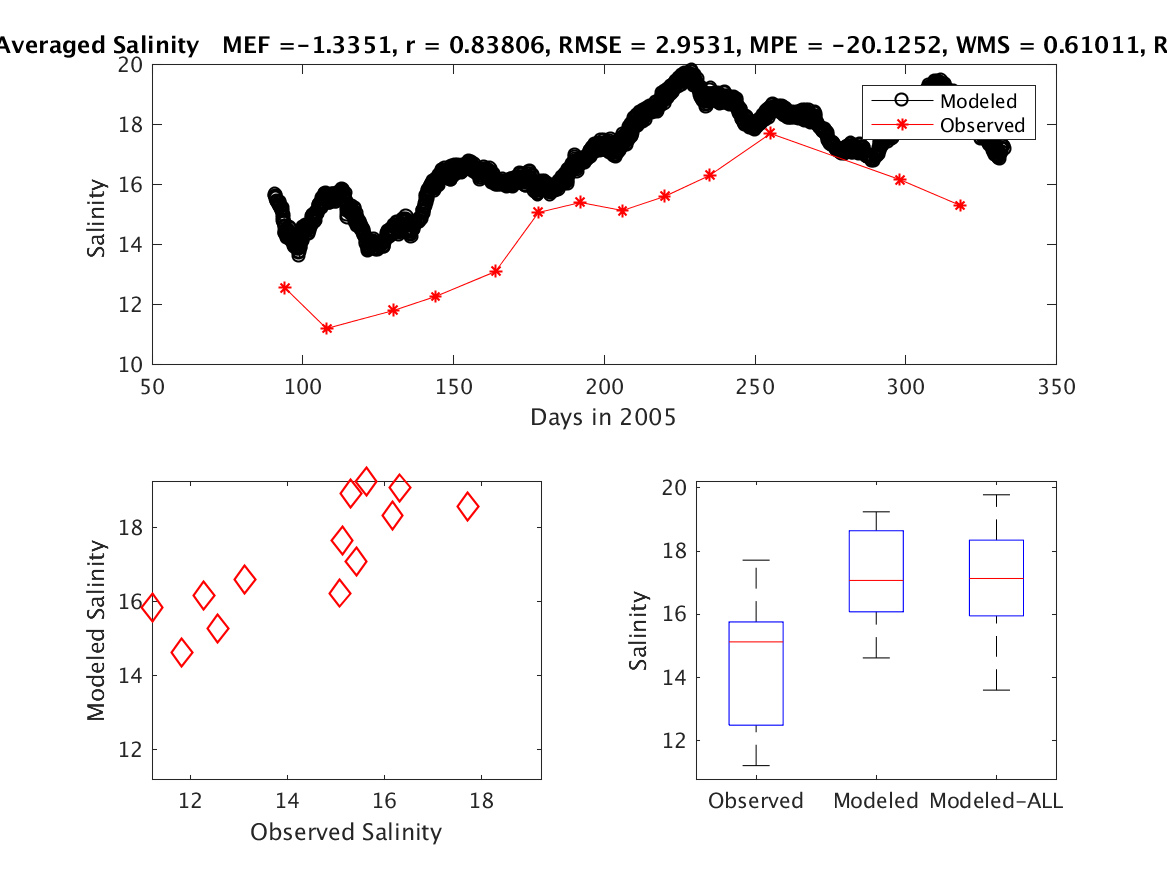 Averaged Salinity MEF =-1.3351, r = 0.83806, RMSE = 2.9531, MPE = -20.1252, WMS = 0.61011, R
20
18
16
14
12
10
Salinity
Modeled
Observed
50 100 150 200 250 300 350
Days in 2005
18
16
14
12
Modeled Salinity
12 14 16 18
Observed Salinity
20
18
16
14
12
Salinity
Observed Modeled Modeled-ALL